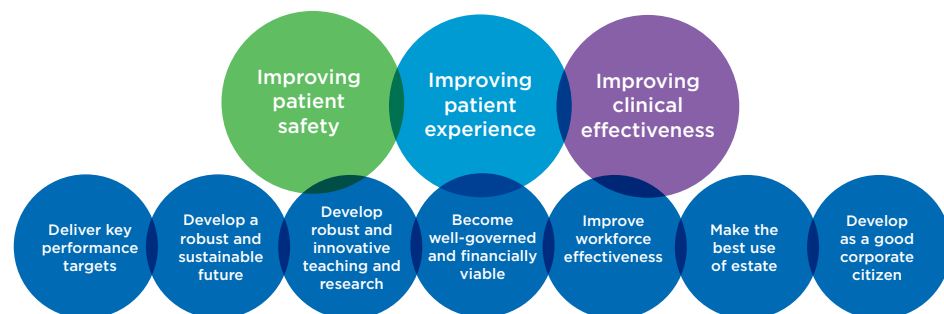 Improving
patient
safety
Improving
patient
experience
Improving
clinical
effectiveness
Deliver key
performance
targets
Develop a
robust and
sustainable
future
Develop
robust and
innovative
teaching and
research
Become
well-governed
and financially
viable
Improve
workforce
effectiveness
Make the
best use
of estate
Develop
as a good
corporate
citizen